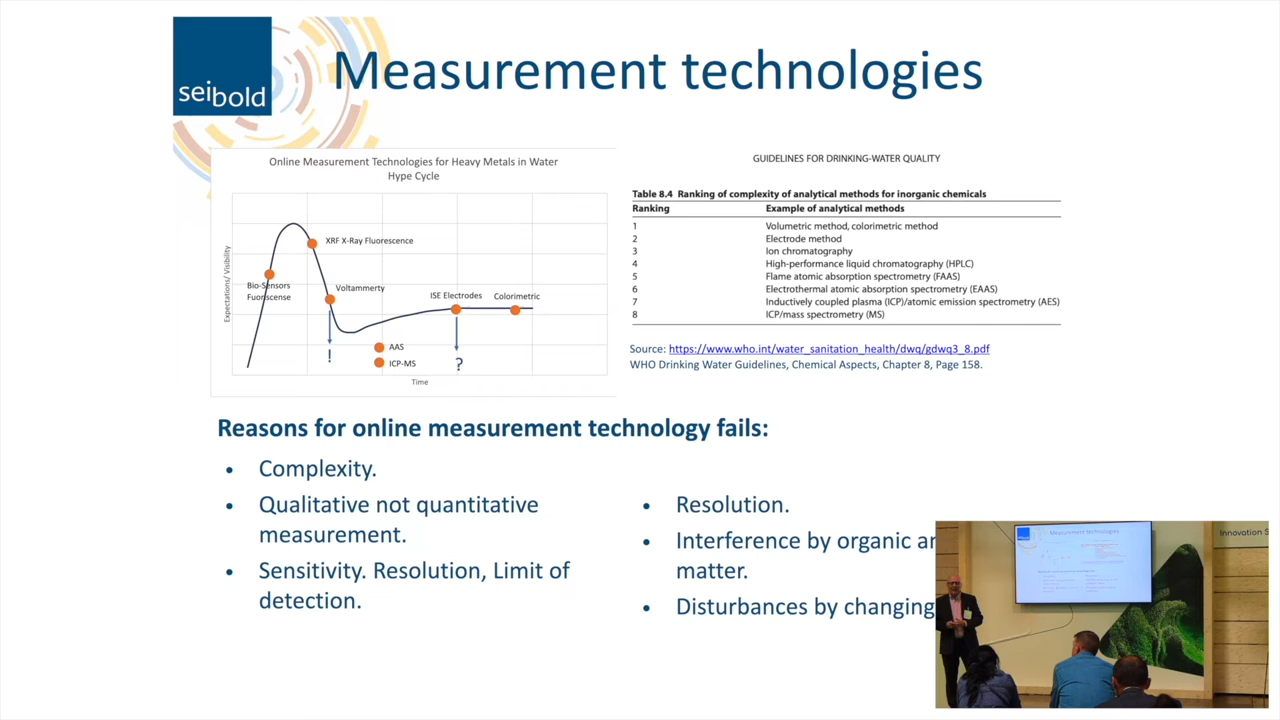 seibold
Measurement technologies
Online Measurement Technologies for Heavy Metals in Water
Hype Cycle
Expectations/ Visibility
XRF X-Ray Fluorescence
Bio-Sensors
Fuoriscense
Voltammerty
ISE Electrodes
Colorimetric
!
?
AAS
ICP-MS
Time
GUIDELINES FOR DRINKING-WATER QUALITY
Table 8.4 Ranking of complexity of analytical methods for inorganic chemicals
Ranking Example of analytical methods
1 Volumetric method, colorimetric method
2 Electrode method
3 Ion chromatography
4 High-performance liquid chromatography (HPLC)
5 Flame atomic absorption spectrometry (FAAS)
6 Electrothermal atomic absorption spectrometry (EAAS)
7 Inductively coupled plasma (ICP)/atomic emission spectrometry (AES)
8 ICP/mass spectrometry (MS)
Source: https://www.who.int/water_sanitation_health/dwq/gdwq3_8.pdf
WHO Drinking Water Guidelines, Chemical Aspects, Chapter 8, Page 158.
Reasons for online measurement technology fails:
• Complexity.
• Qualitative not quantitative
measurement.
• Sensitivity. Resolution, Limit of
detection.
• Resolution.
• Interference by organic
matter.
• Disturbances by changing
Measurement technologies
Innovation